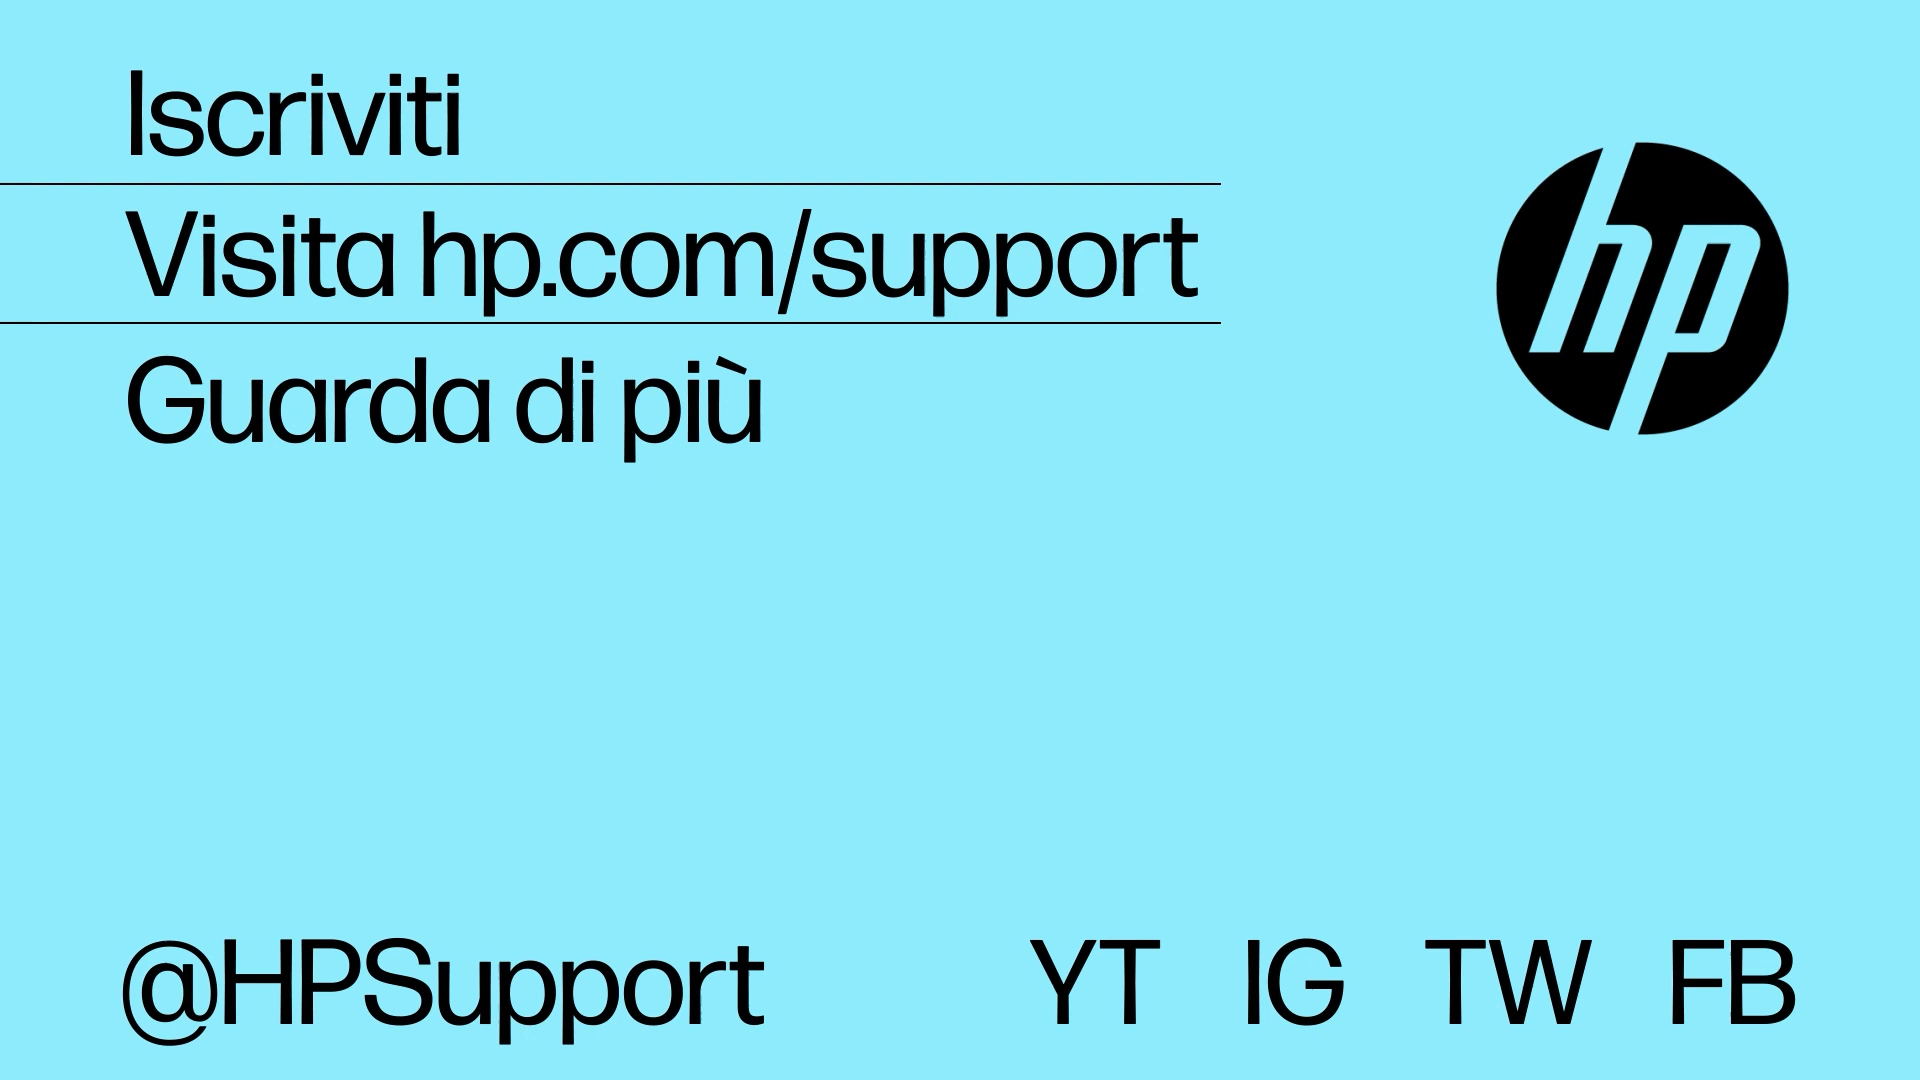 Iscriviti
Visita hp.com/support
Guarda di più
hp
@HPSupport YT IG TW FB